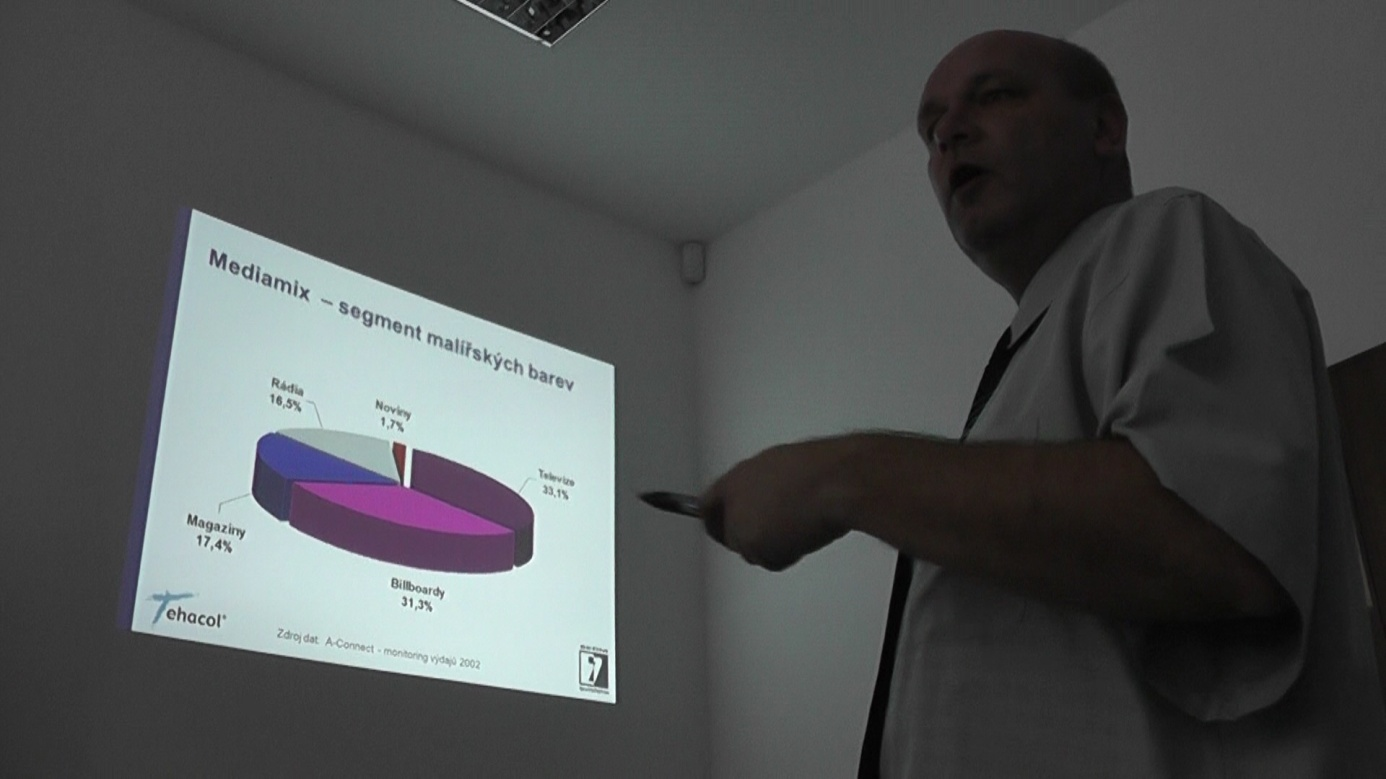 Mediamix – segment malířských barev
Rádia
16,5%
Noviny
1,7%
Televize
33,1%
Magazíny
17,4%
Billboardy
31,3%
Tehacol®
Zdroj dat: A-Connect - monitoring výdajů 2002